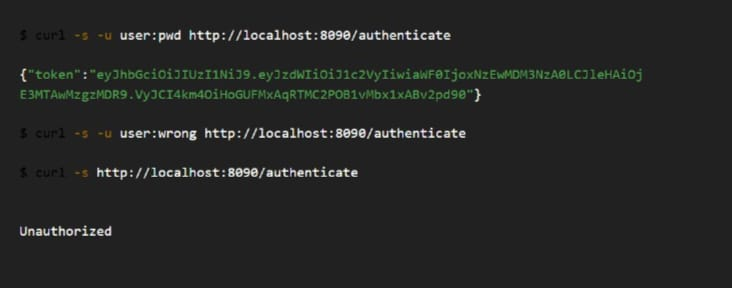 $ curl -s -u user:pwd http://localhost:8090/authenticate
{"token":"eyJhbGciOiJIUzI1NiJ9.eyJzdWIiOiJ1c2VyIiwiaWF0IjoxNzEwMDM3NzA0LCJleHAiOj
E3MTAwMzgzMDR9.VyJCI4km4OiHoGUFMxAqRTMC2POB1vMbx1xABv2pd90"}
$ curl -s -u user:wrong http://localhost:8090/authenticate
$ curl -s http://localhost:8090/authenticate
Unauthorized